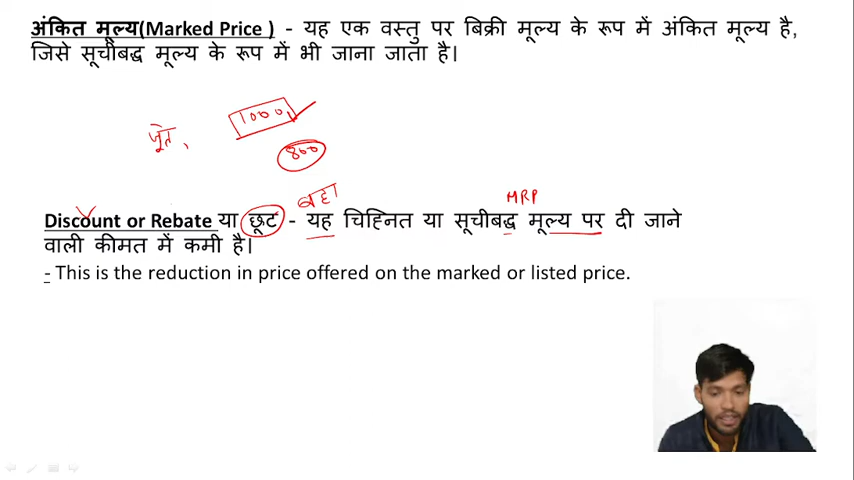 अंकित मूल्य(Marked Price ) - यह एक वस्तु पर बिक्री मूल्य के रूप में अंकित मूल्य है,
जिसे सूचीबद्ध मूल्य के रूप में भी जाना जाता है।
1000
जूते,
800
बट्टा MRP
Discount or Rebate या छूट - यह चिह्नित या सूचीबद्ध मूल्य पर दी जाने
वाली कीमत में कमी है।
- This is the reduction in price offered on the marked or listed price.